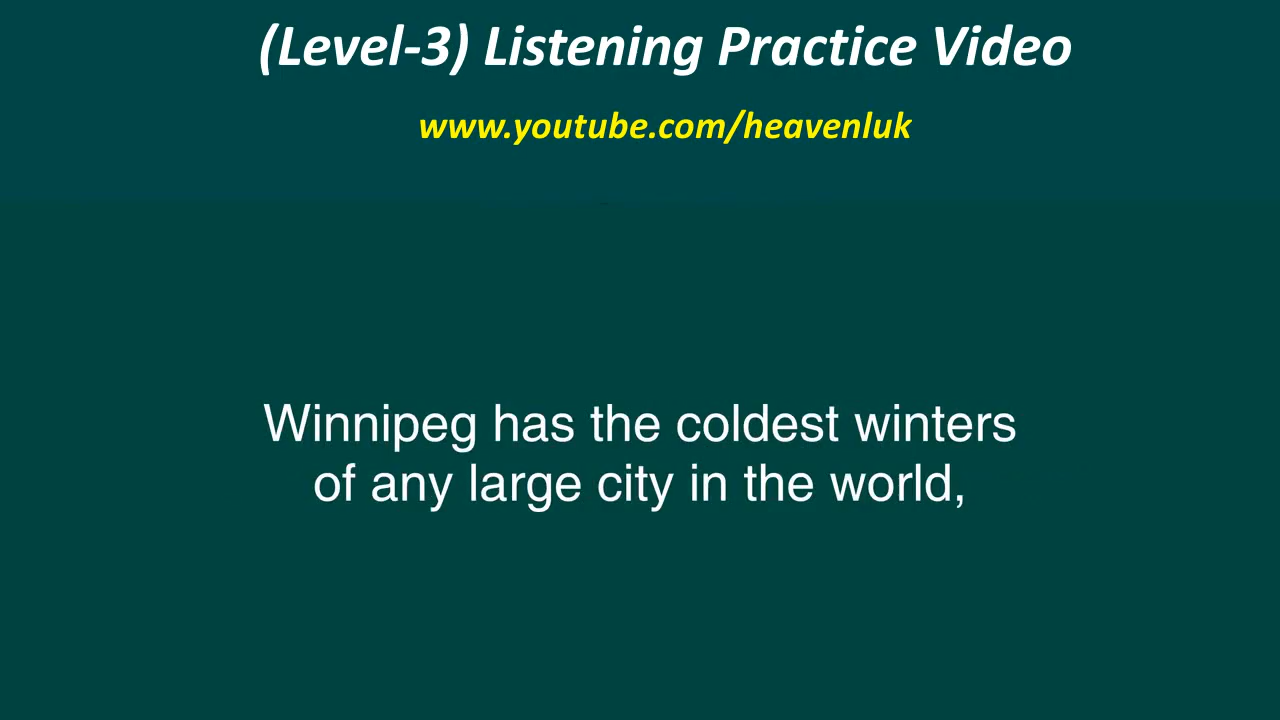 (Level-3) Listening Practice Video
www.youtube.com/heavenluk
Winnipeg has the coldest winters
of any large city in the world,